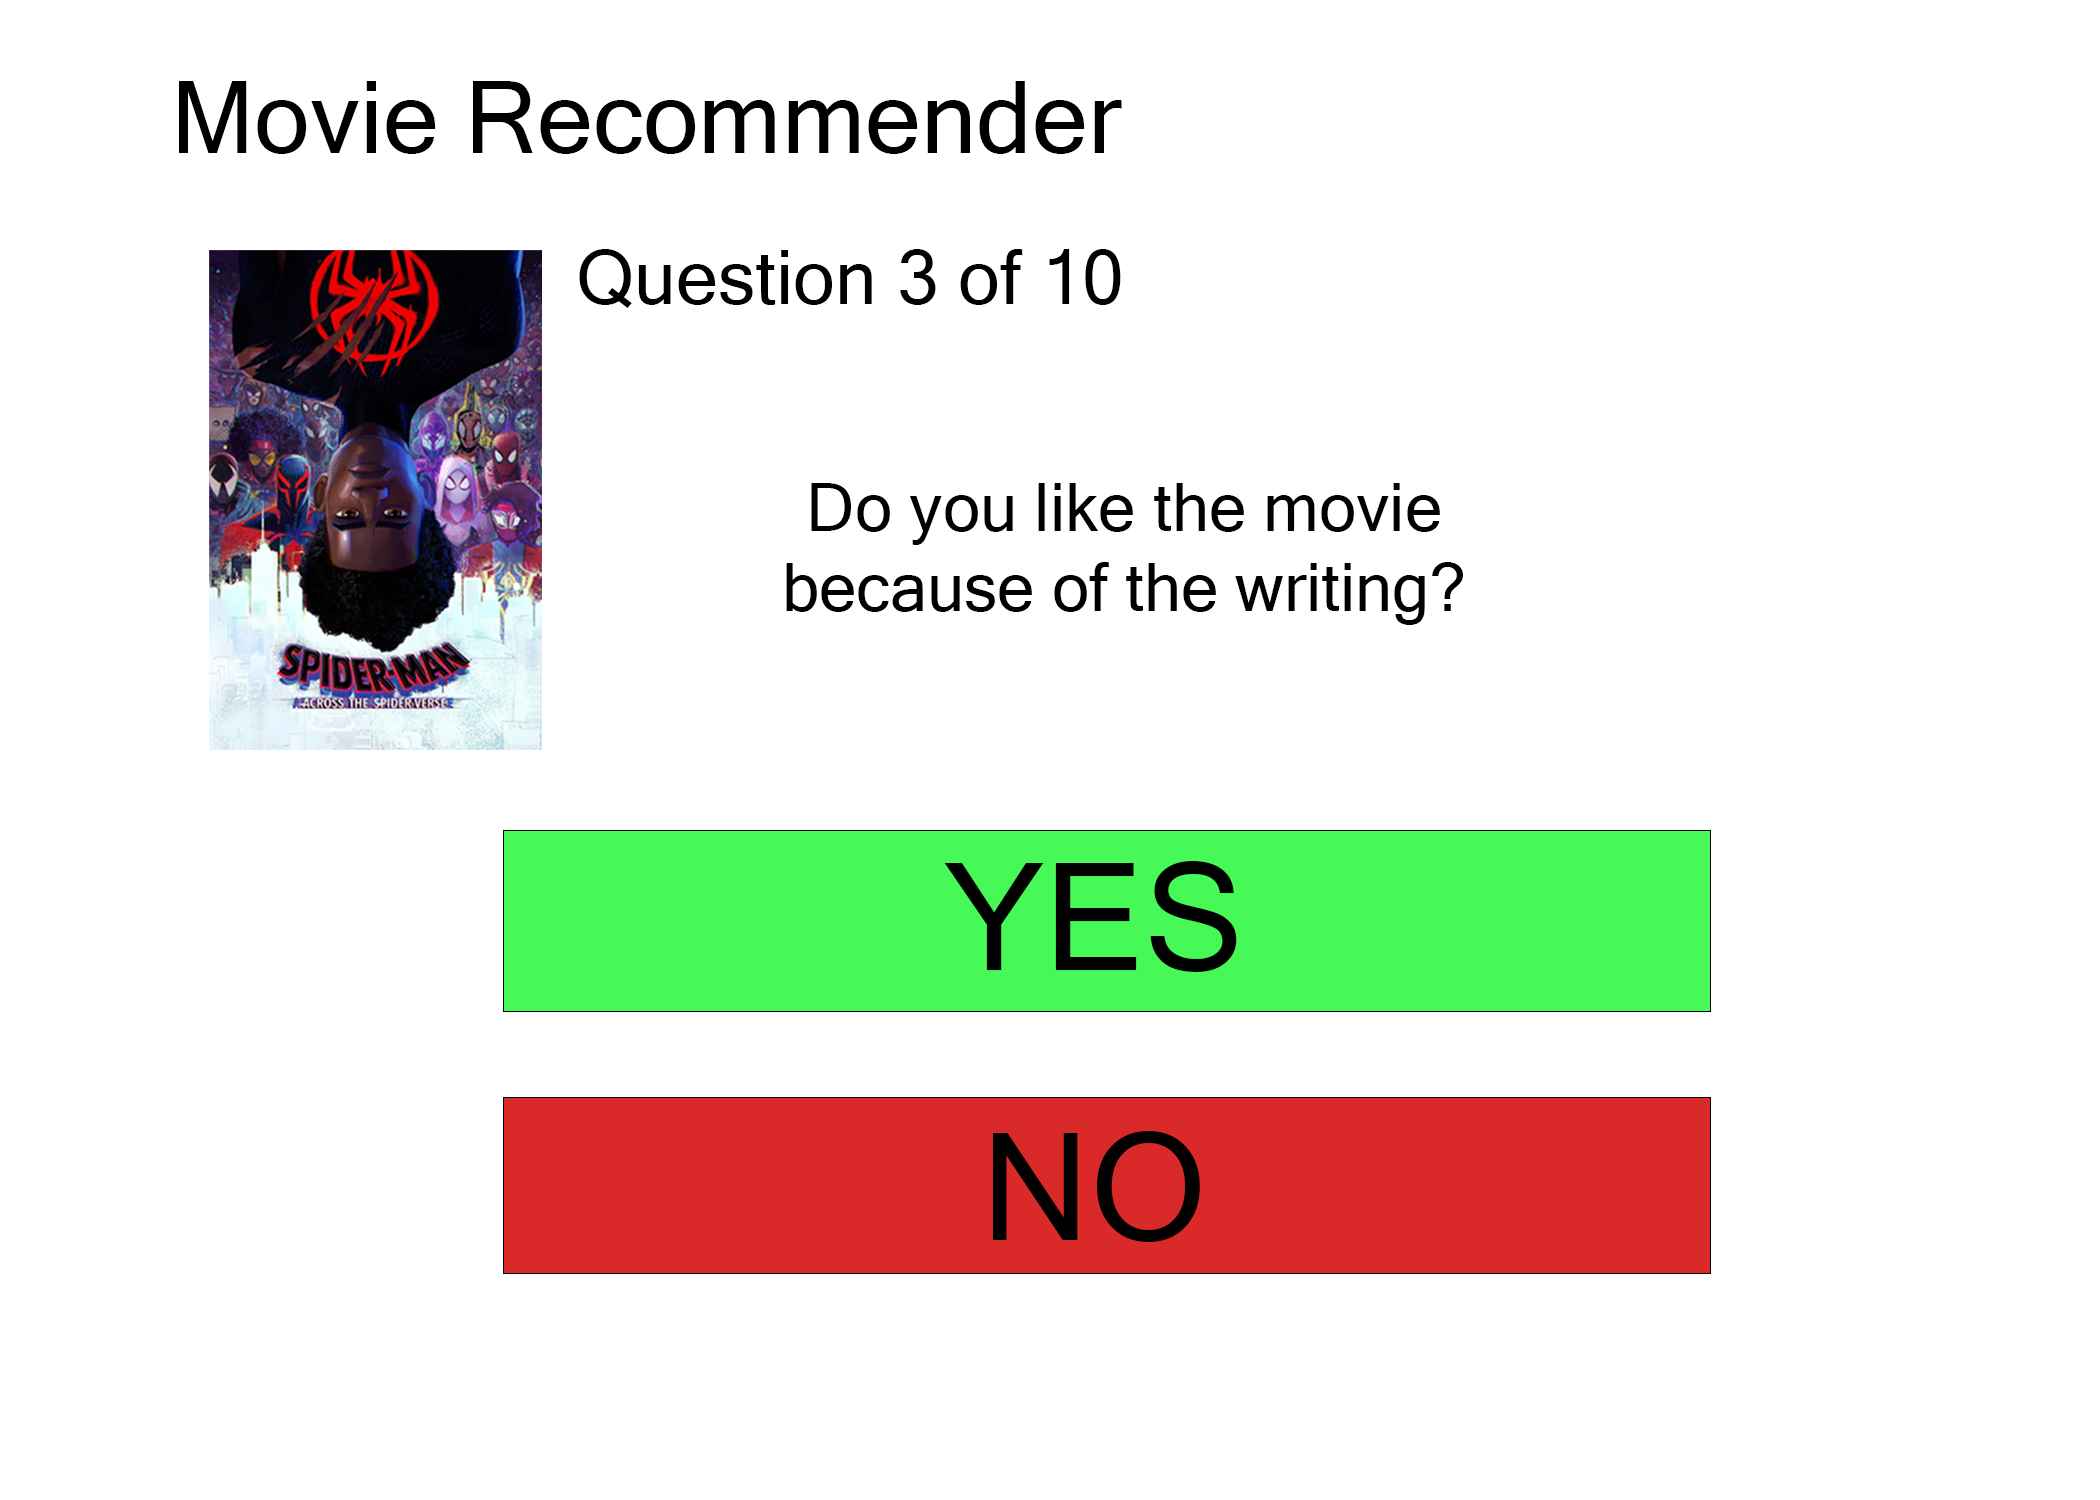 Movie Recommender
Question 3 of 10
Do you like the movie
because of the writing?
SPIDER-MAN
ACROSS THE SPIDER-VERSE
YES
NO